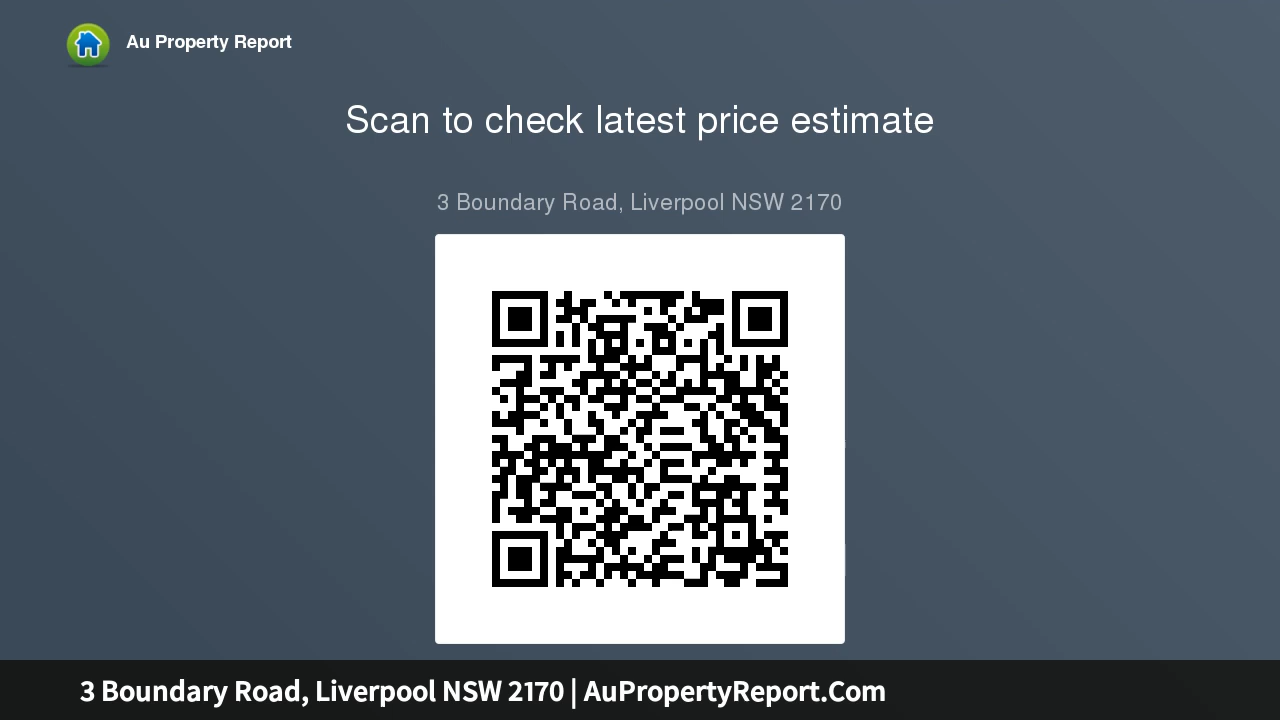 Au Property Report
Scan to check latest price estimate
3 Boundary Road, Liverpool NSW 2170
3 Boundary Road, Liverpool NSW 2170 | AuPropertyReport.Com